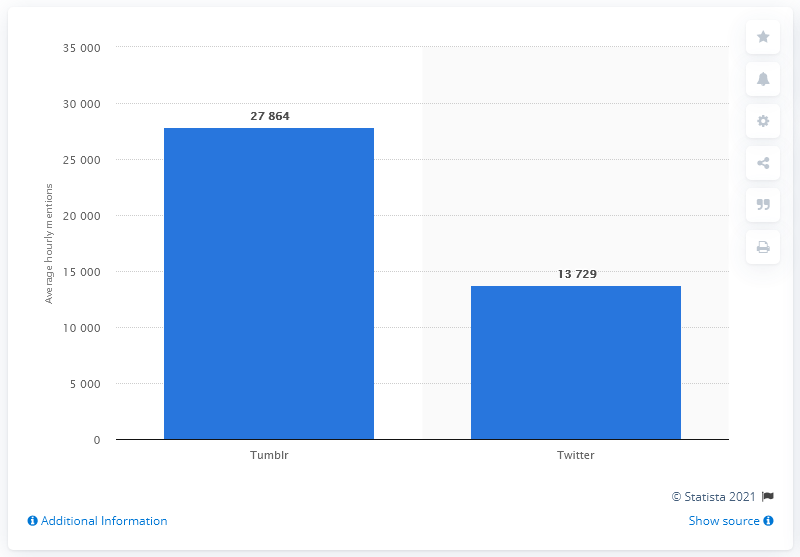 35 000
30 000
25 000
20 000
15 000
10 000
5 000
0
Average hourly mentions
27 864
13 729
Tumblr
Twitter
© Statista 2021
Additional Information
Show source